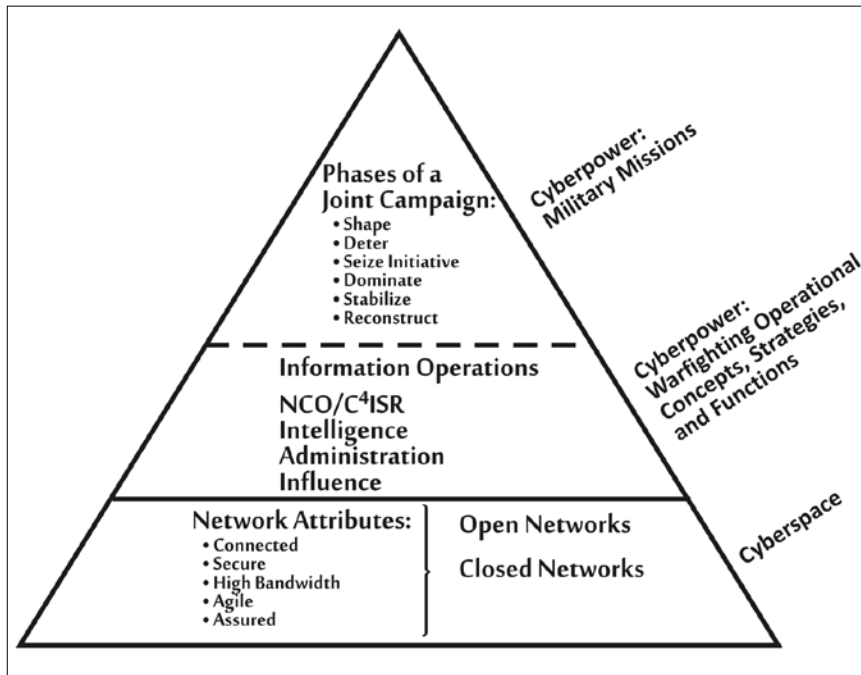 Phases of a
Joint Campaign:
• Shape
• Deter
• Seize Initiative
• Dominate
• Stabilize
• Reconstruct
Cyberpower:
Military Missions
Information Operations
NCO/C⁴ISR
Intelligence
Administration
Influence
Cyberpower:
Warfighting Operational
Concepts, Strategies,
and Functions
Network Attributes:
• Connected
• Secure
• High Bandwidth
• Agile
• Assured
Open Networks
Closed Networks
Cyberspace